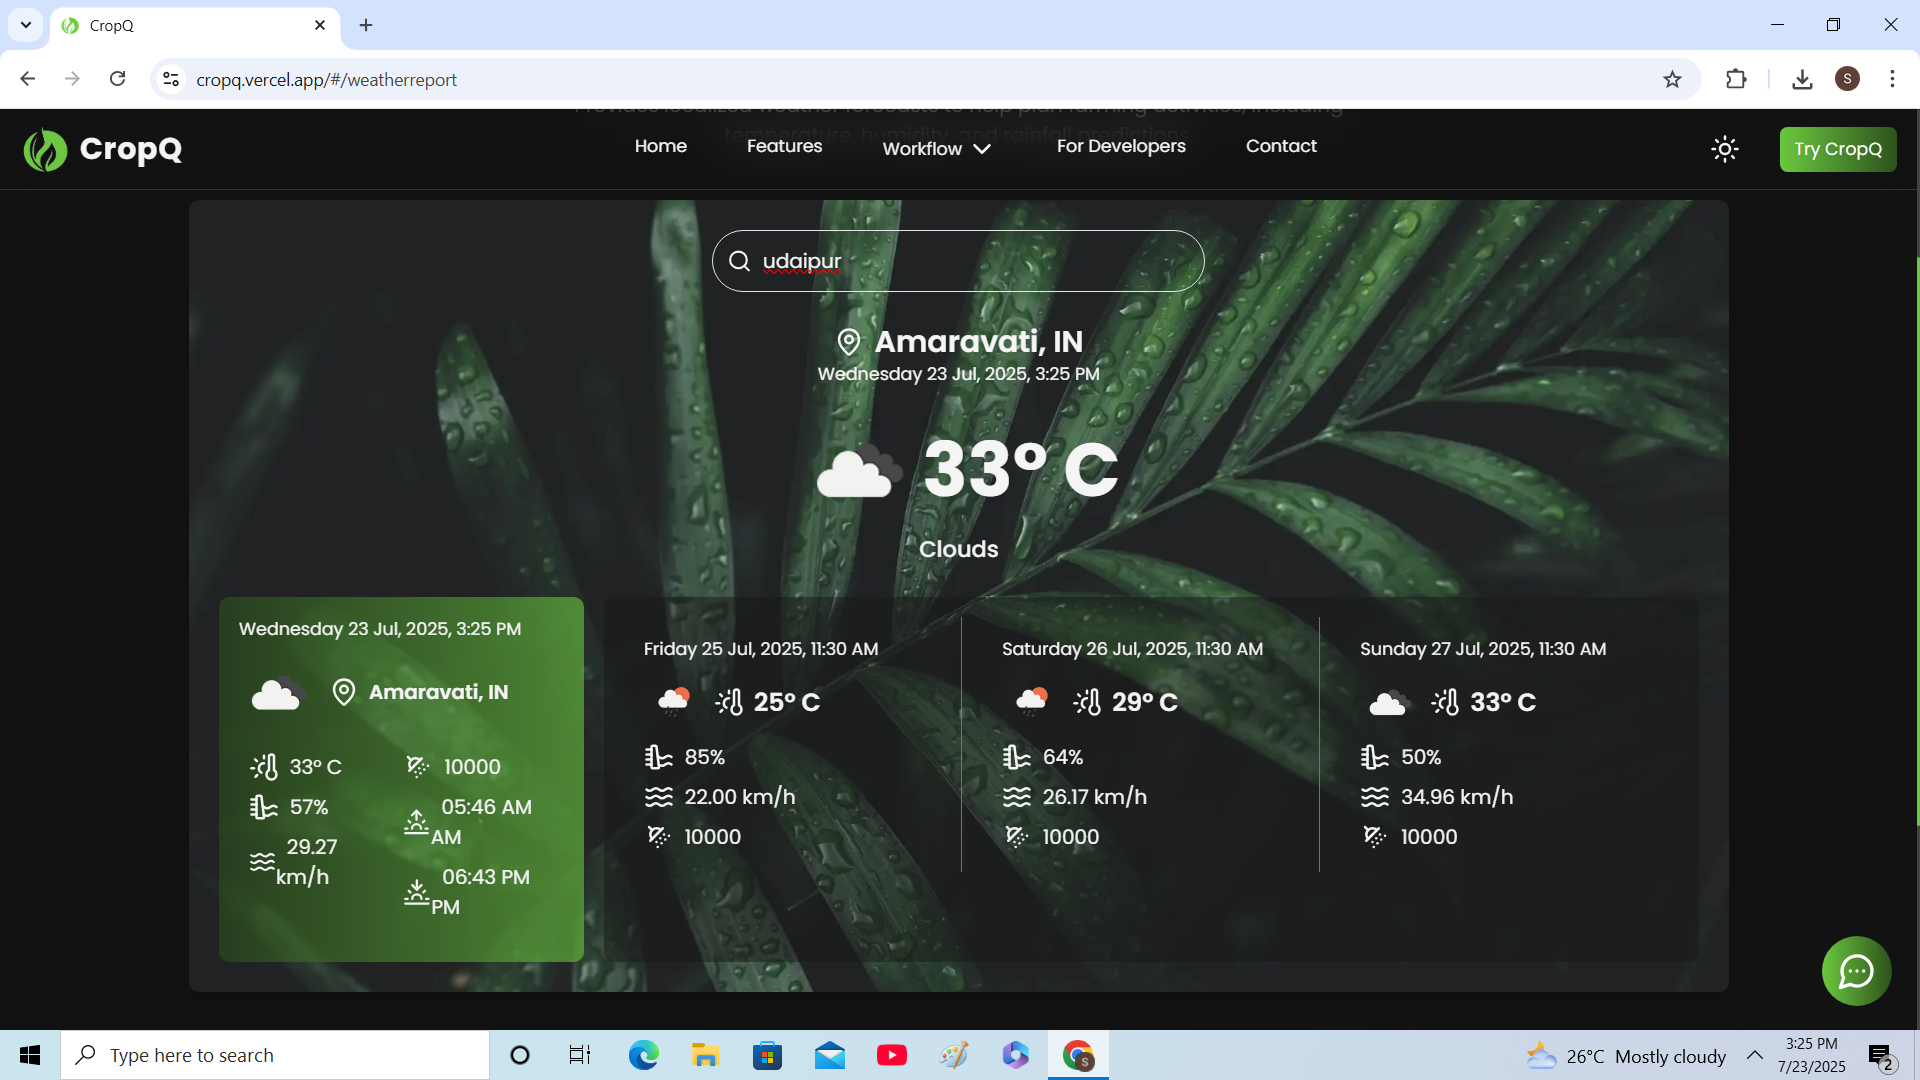 CropQ
cropq.vercel.app/#/weatherreport
S
Provides localized weather forecasts to help plan farming activities, including
temperature, humidity, and rainfall predictions
CropQ
Home
Features
Workflow
For Developers
Contact
Try CropQ
udaipur
Amaravati, IN
Wednesday 23 Jul, 2025, 3:25 PM
33° C
Clouds
Wednesday 23 Jul, 2025, 3:25 PM
Amaravati, IN
33° C
10000
57%
05:46 AM
AM
29.27
km/h
06:43 PM
PM
Friday 25 Jul, 2025, 11:30 AM
25° C
85%
22.00 km/h
10000
Saturday 26 Jul, 2025, 11:30 AM
29° C
64%
26.17 km/h
10000
Sunday 27 Jul, 2025, 11:30 AM
33° C
50%
34.96 km/h
10000
Type here to search
S
26°C Mostly cloudy
3:25 PM
7/23/2025
2